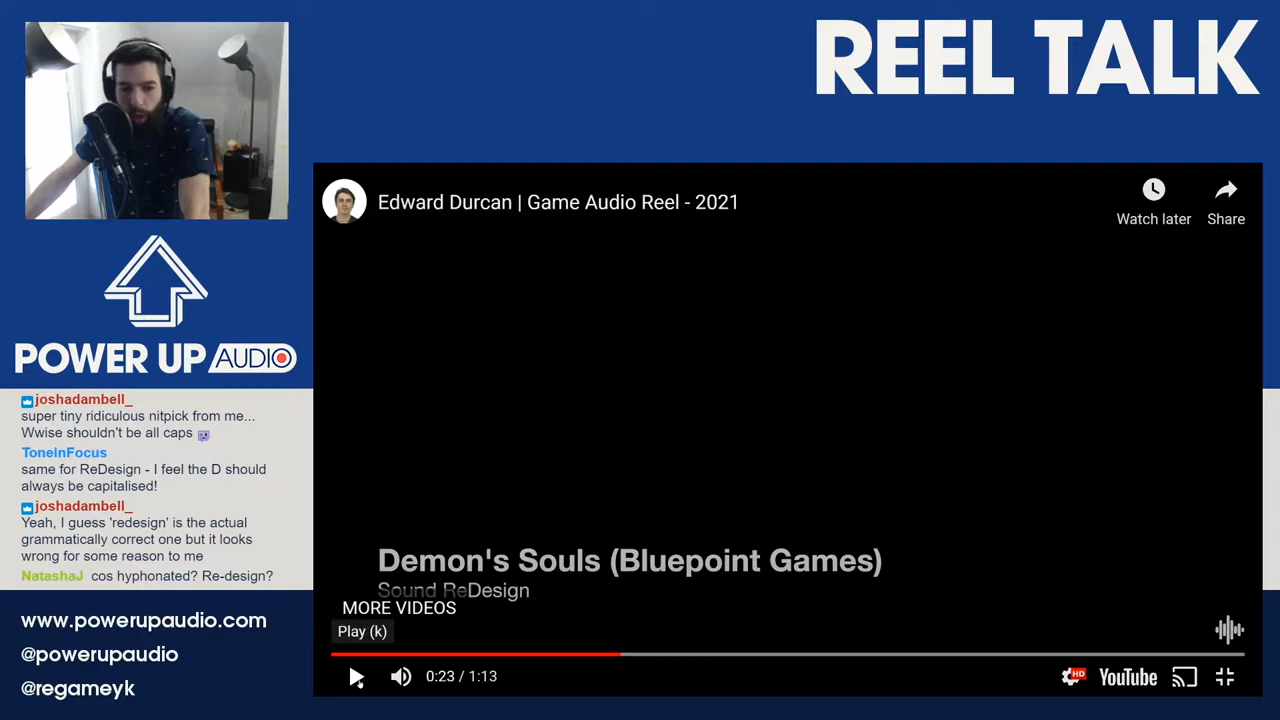 REEL TALK
Edward Durcan | Game Audio Reel - 2021
Watch later
Share
POWER UP AUDIO
joshadambell_
super tiny ridiculous nitpick from me...
Wwise shouldn't be all caps
ToneInFocus
same for ReDesign - I feel the D should
always be capitalised!
joshadambell_
Yeah, I guess 'redesign' is the actual
grammatically correct one but it looks
wrong for some reason to me
NatashaJ cos hyphonated? Re-design?
www.powerupaudio.com
@powerupaudio
@regameyk
Demon's Souls (Bluepoint Games)
Sound ReDesign
MORE VIDEOS
Play (k)
0:23 / 1:13
HD
YouTube